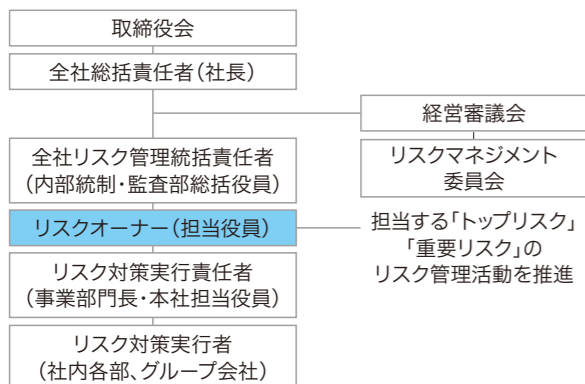 取締役会
全社総括責任者(社長)
経営審議会
リスクマネジメント
委員会
全社リスク管理統括責任者
(内部統制・監査部総括役員)
リスクオーナー(担当役員)
担当する「トップリスク」
「重要リスク」の
リスク管理活動を推進
リスク対策実行責任者
(事業部門長・本社担当役員)
リスク対策実行者
(社内各部、グループ会社)